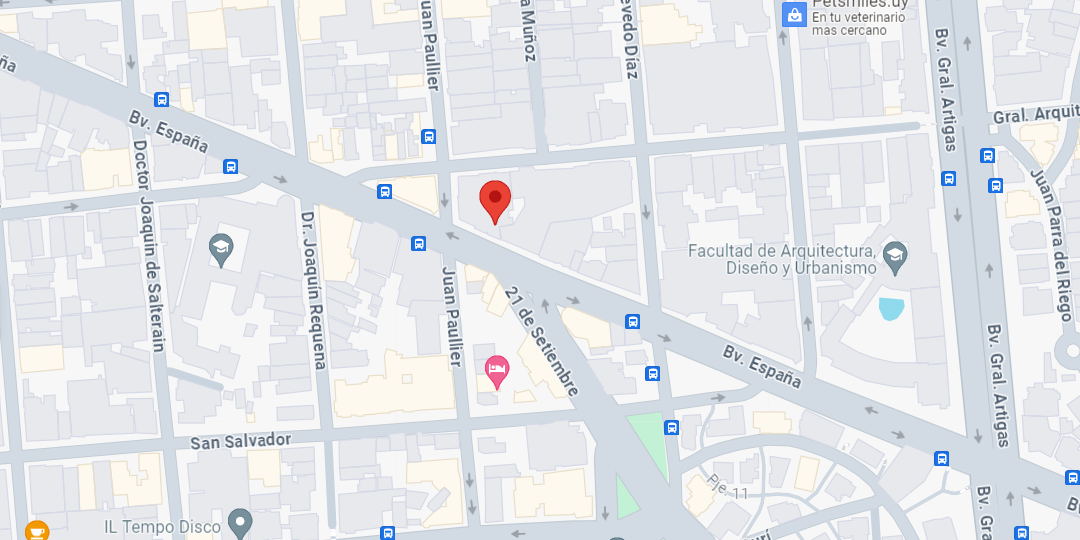 Petsmiles.uy
En tu veterinario
mas cercano
Juan Paullier
Muñoz
Acevedo Díaz
Bv. Gral. Artigas
Gral. Arquit
ña
Bv. España
Doctor Joaquín de Salterain
Dr. Joaquín Requena
Juan Paullier
21 de Setiembre
Facultad de Arquitectura,
Diseño y Urbanismo
Juan Parra del Riego
Bv. España
Bv. Gral. Artigas
San Salvador
Pje. 11
IL Tempo Disco
Bv. Gra